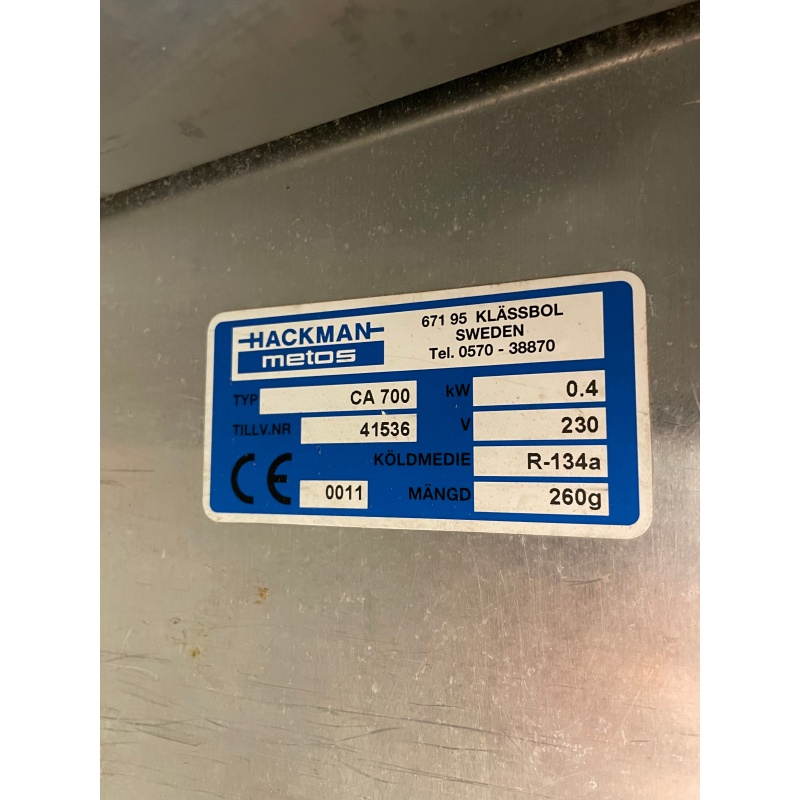 HACKMAN
metos
671 95 KLÄSSBOL
SWEDEN
Tel. 0570 - 38870
TYP CA 700
kW 0.4
TILLV.NR 41536
V 230
KÖLDMEDIE R-134a
CE 0011
MÄNGD 260g